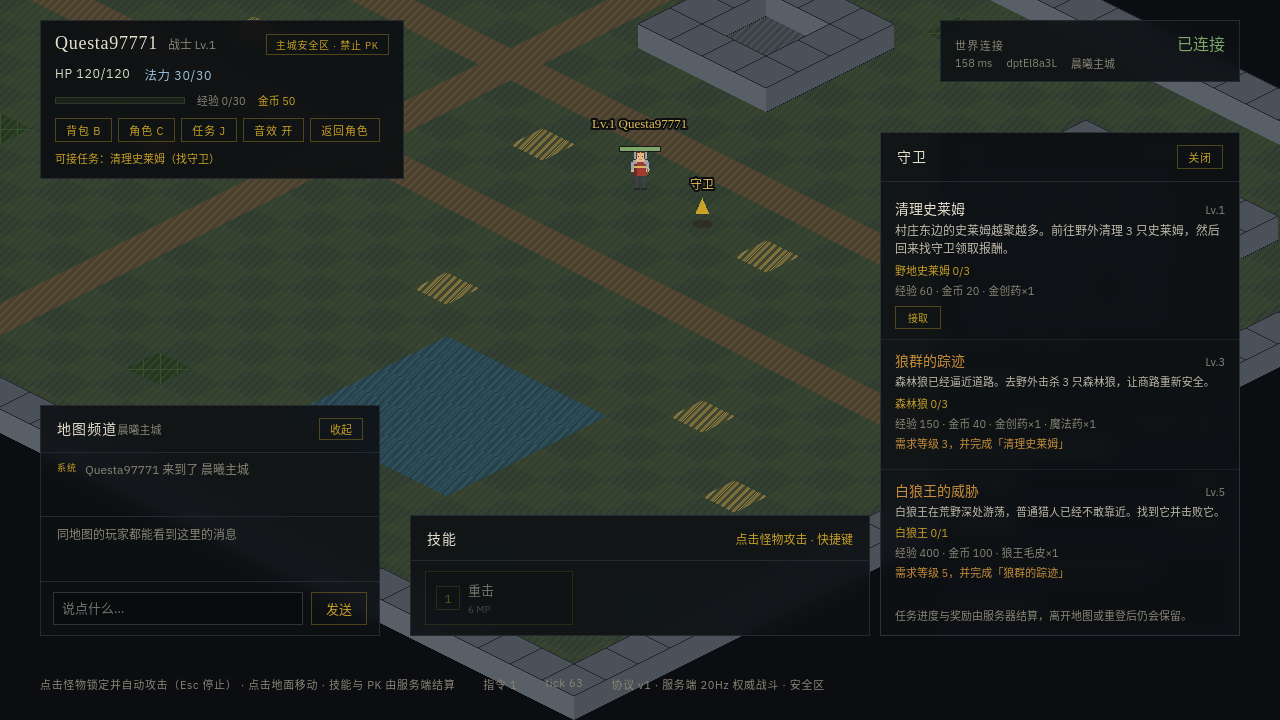 Questa97771 战士 Lv.1 主城安全区 · 禁止 PK
HP 120/120 法力 30/30
经验 0/30 金币 50
背包 B 角色 C 任务 J 音效 开 返回角色
可接任务：清理史莱姆（找守卫）
世界连接 已连接
158 ms dptEl8a3L 晨曦主城
Lv.1 Questa97771
守卫
守卫 关闭
清理史莱姆 Lv.1
村庄东边的史莱姆越聚越多。前往野外清理 3 只史莱姆，然后
回来找守卫领取报酬。
野地史莱姆 0/3
经验 60 · 金币 20 · 金创药×1
接取
狼群的踪迹 Lv.3
森林狼已经逼近道路。去野外击杀 3 只森林狼，让商路重新安全。
森林狼 0/3
经验 150 · 金币 40 · 金创药×1 · 魔法药×1
需求等级 3，并完成「清理史莱姆」
白狼王的威胁 Lv.5
白狼王在荒野深处游荡，普通猎人已经不敢靠近。找到它并击败它。
白狼王 0/1
经验 400 · 金币 100 · 狼王毛皮×1
需求等级 5，并完成「狼群的踪迹」
任务进度与奖励由服务器结算，离开地图或重登后仍会保留。
地图频道 晨曦主城 收起
系统 Questa97771 来到了 晨曦主城
同地图的玩家都能看到这里的消息
说点什么... 发送
技能 点击怪物攻击 · 快捷键
1 重击
6 MP
点击怪物锁定并自动攻击（Esc 停止） · 点击地面移动 · 技能与 PK 由服务端结算 指令 1 tick 63 协议 v1 · 服务端 20Hz 权威战斗 · 安全区